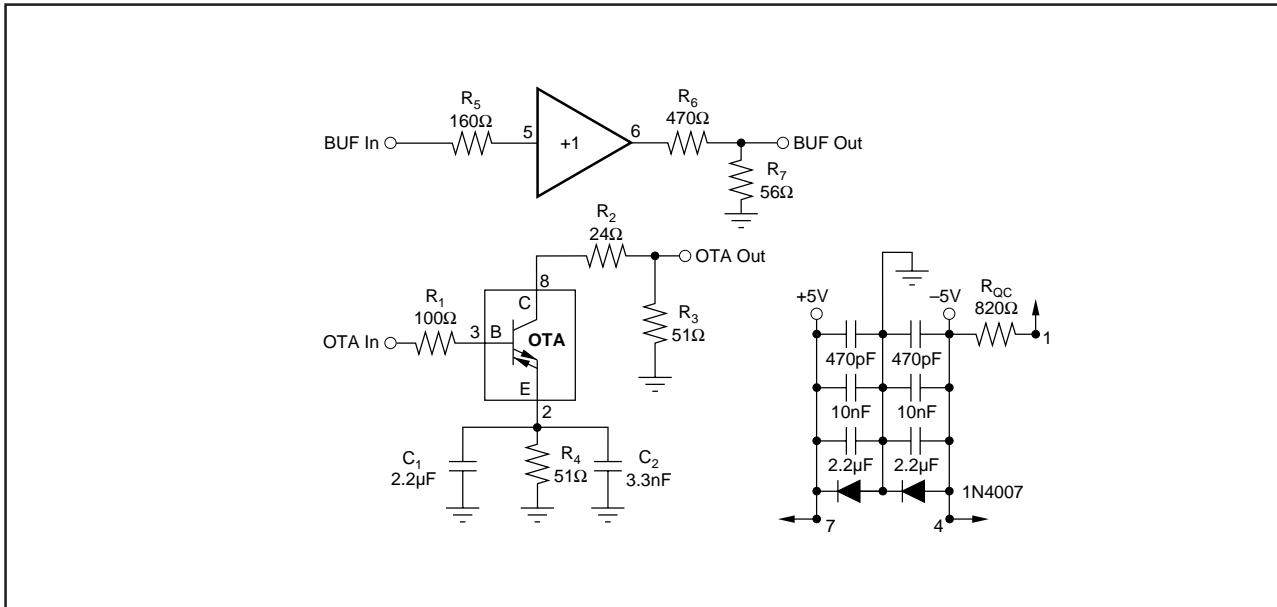 R5
160Ω
BUF In
5
+1
6
R6
470Ω
BUF Out
R7
56Ω
R2
24Ω
OTA Out
8
C
R1
100Ω
OTA In
3
B
OTA
E
2
R3
51Ω
C1
2.2µF
R4
51Ω
C2
3.3nF
+5V
–5V
RQC
820Ω
1
470pF
470pF
10nF
10nF
2.2µF
2.2µF
1N4007
7
4